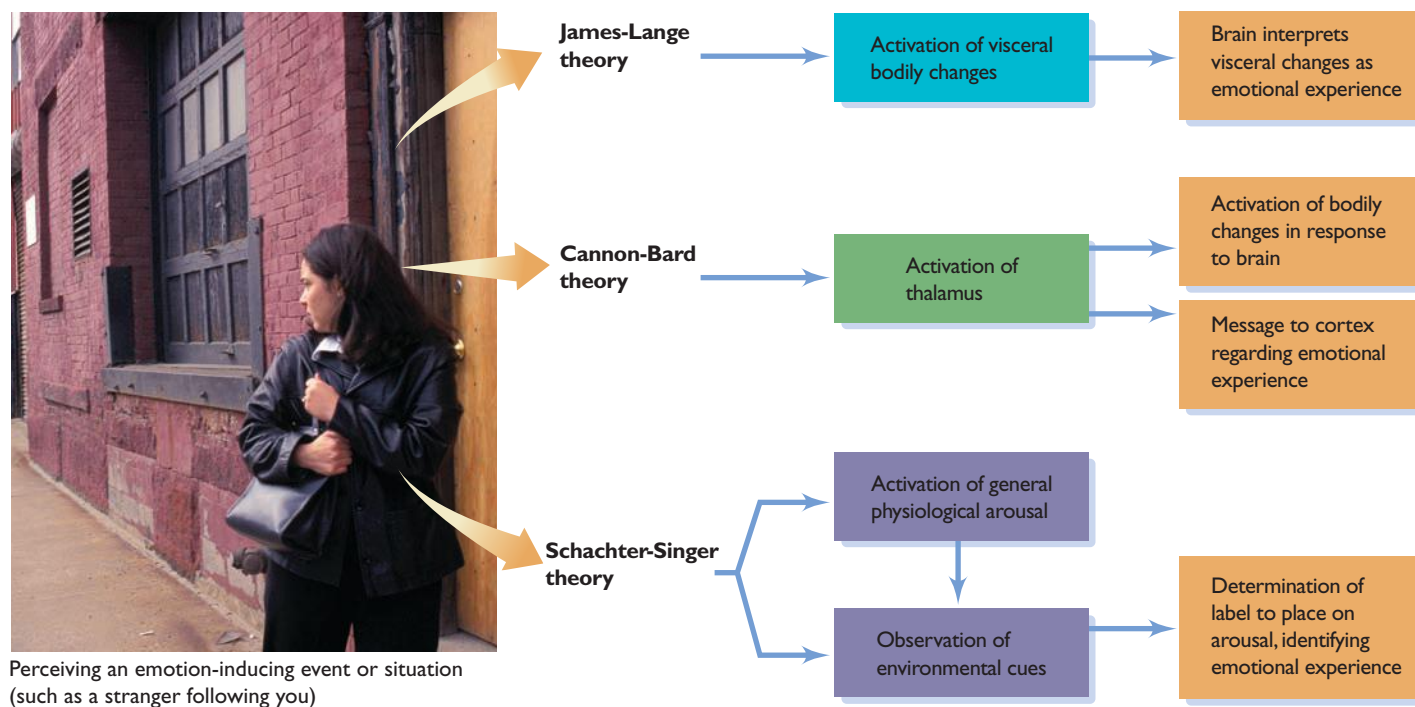 James-Lange
theory
Activation of visceral
bodily changes
Brain interprets
visceral changes as
emotional experience
Cannon-Bard
theory
Activation of
thalamus
Activation of bodily
changes in response
to brain
Message to cortex
regarding emotional
experience
Schachter-Singer
theory
Activation of general
physiological arousal
Observation of
environmental cues
Determination of
label to place on
arousal, identifying
emotional experience
Perceiving an emotion-inducing event or situation
(such as a stranger following you)